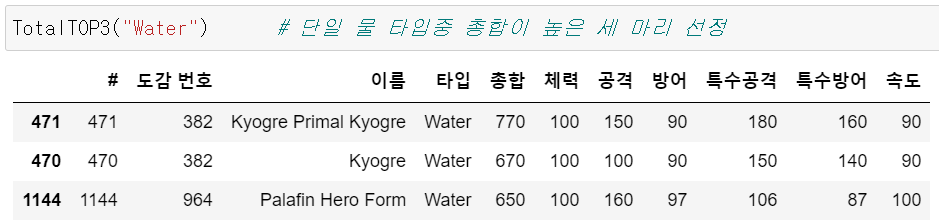 TotalTOP3("Water") # 단일 물 타입중 총합이 높은 세 마리 선정
# 도감 번호 이름 타입 총합 체력 공격 방어 특수공격 특수방어 속도
471 471 382 Kyogre Primal Kyogre Water 770 100 150 90 180 160 90
470 470 382 Kyogre Water 670 100 100 90 150 140 90
1144 1144 964 Palafin Hero Form Water 650 100 160 97 106 87 100